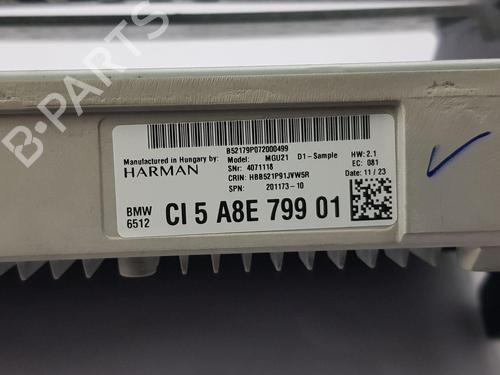 B-PARTS
B52179P072000499
Manufactured in Hungary by:
HARMAN
Model: MGU21 D1-Sample
SNr: 4071118
CRIN: HBB521P91JVW5R
SPN: 201173-10
HW: 2.1
EC: 081
Date: 11 / 23
BMW
6512
CI 5 A8E 799 01